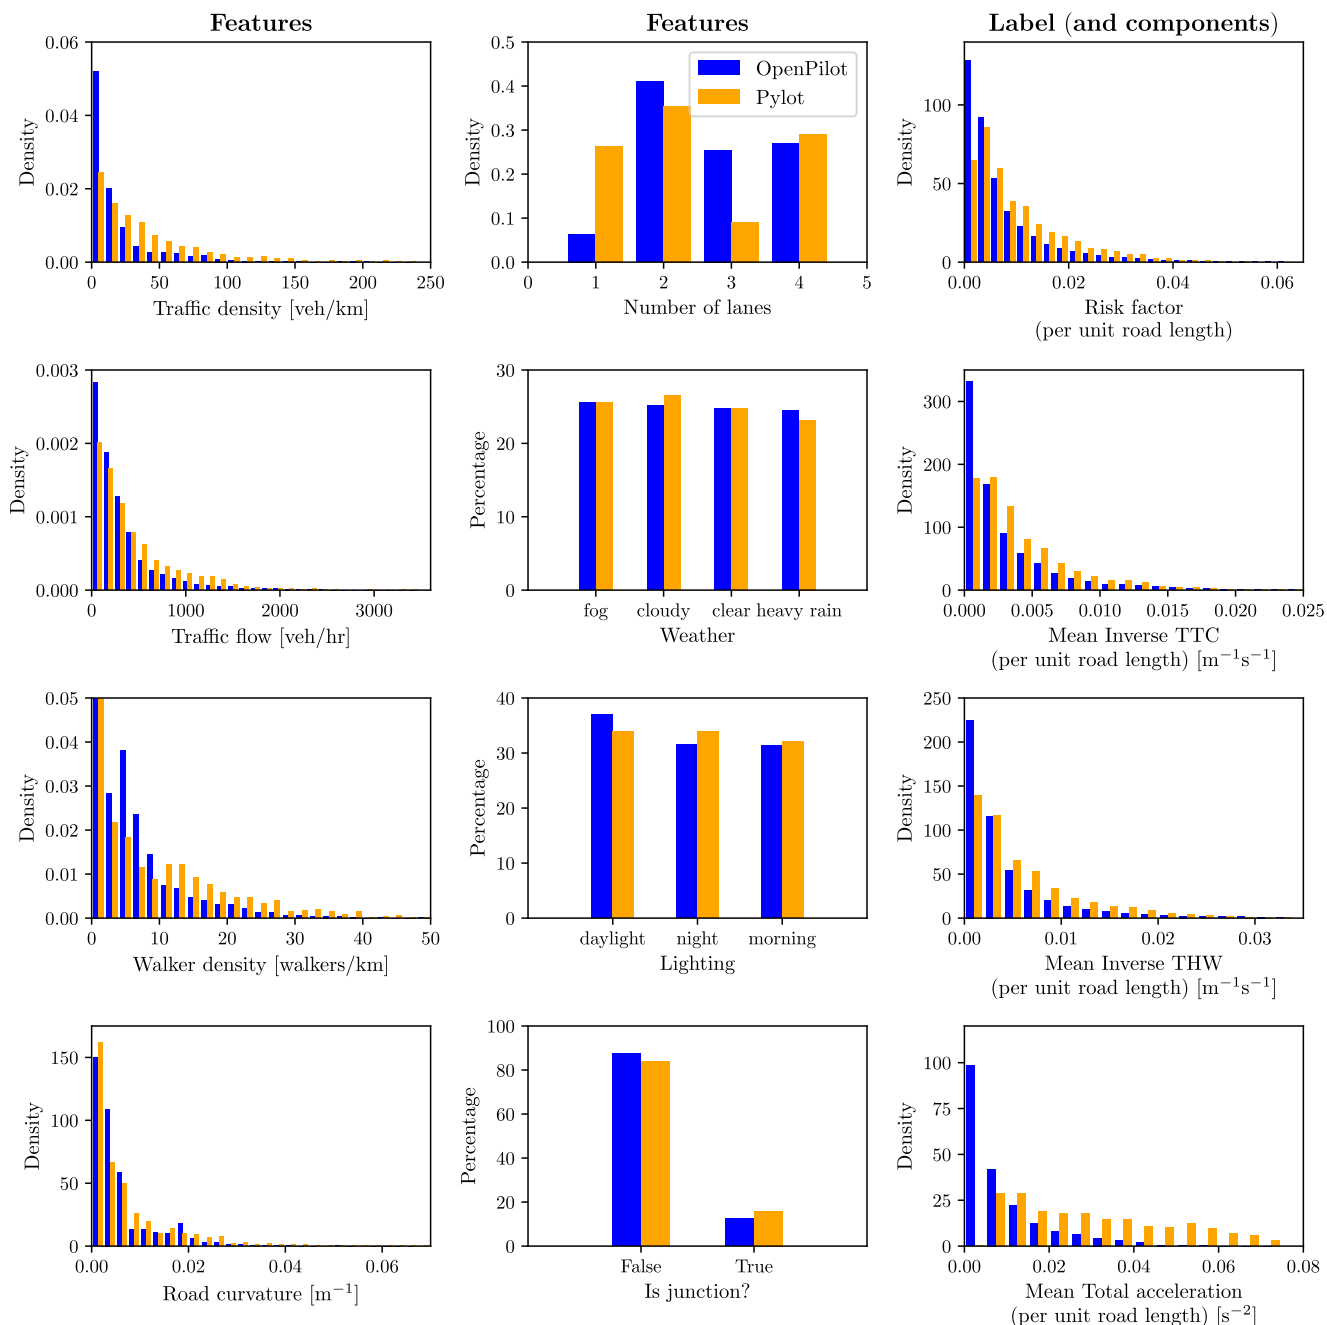 Features
0.06
0.04
0.02
0.00
Density
0 50 100 150 200 250
Traffic density [veh/km]
Features
0.5
0.4
0.3
0.2
0.1
0.0
Density
OpenPilot
Pylot
0 1 2 3 4 5
Number of lanes
Label (and components)
100
50
0
Density
0.00 0.02 0.04 0.06
Risk factor
(per unit road length)
0.003
0.002
0.001
0.000
Density
0 1000 2000 3000
Traffic flow [veh/hr]
30
20
10
0
Percentage
fog cloudy clear heavy rain
Weather
300
200
100
0
Density
0.000 0.005 0.010 0.015 0.020 0.025
Mean Inverse TTC
(per unit road length) [m⁻¹s⁻¹]
0.05
0.04
0.03
0.02
0.01
0.00
Density
0 10 20 30 40 50
Walker density [walkers/km]
40
30
20
10
0
Percentage
daylight night morning
Lighting
250
200
150
100
50
0
Density
0.00 0.01 0.02 0.03
Mean Inverse THW
(per unit road length) [m⁻¹s⁻¹]
150
100
50
0
Density
0.00 0.02 0.04 0.06
Road curvature [m⁻¹]
100
80
60
40
20
0
Percentage
False True
Is junction?
100
75
50
25
0
Density
0.00 0.02 0.04 0.06 0.08
Mean Total acceleration
(per unit road length) [s⁻²]